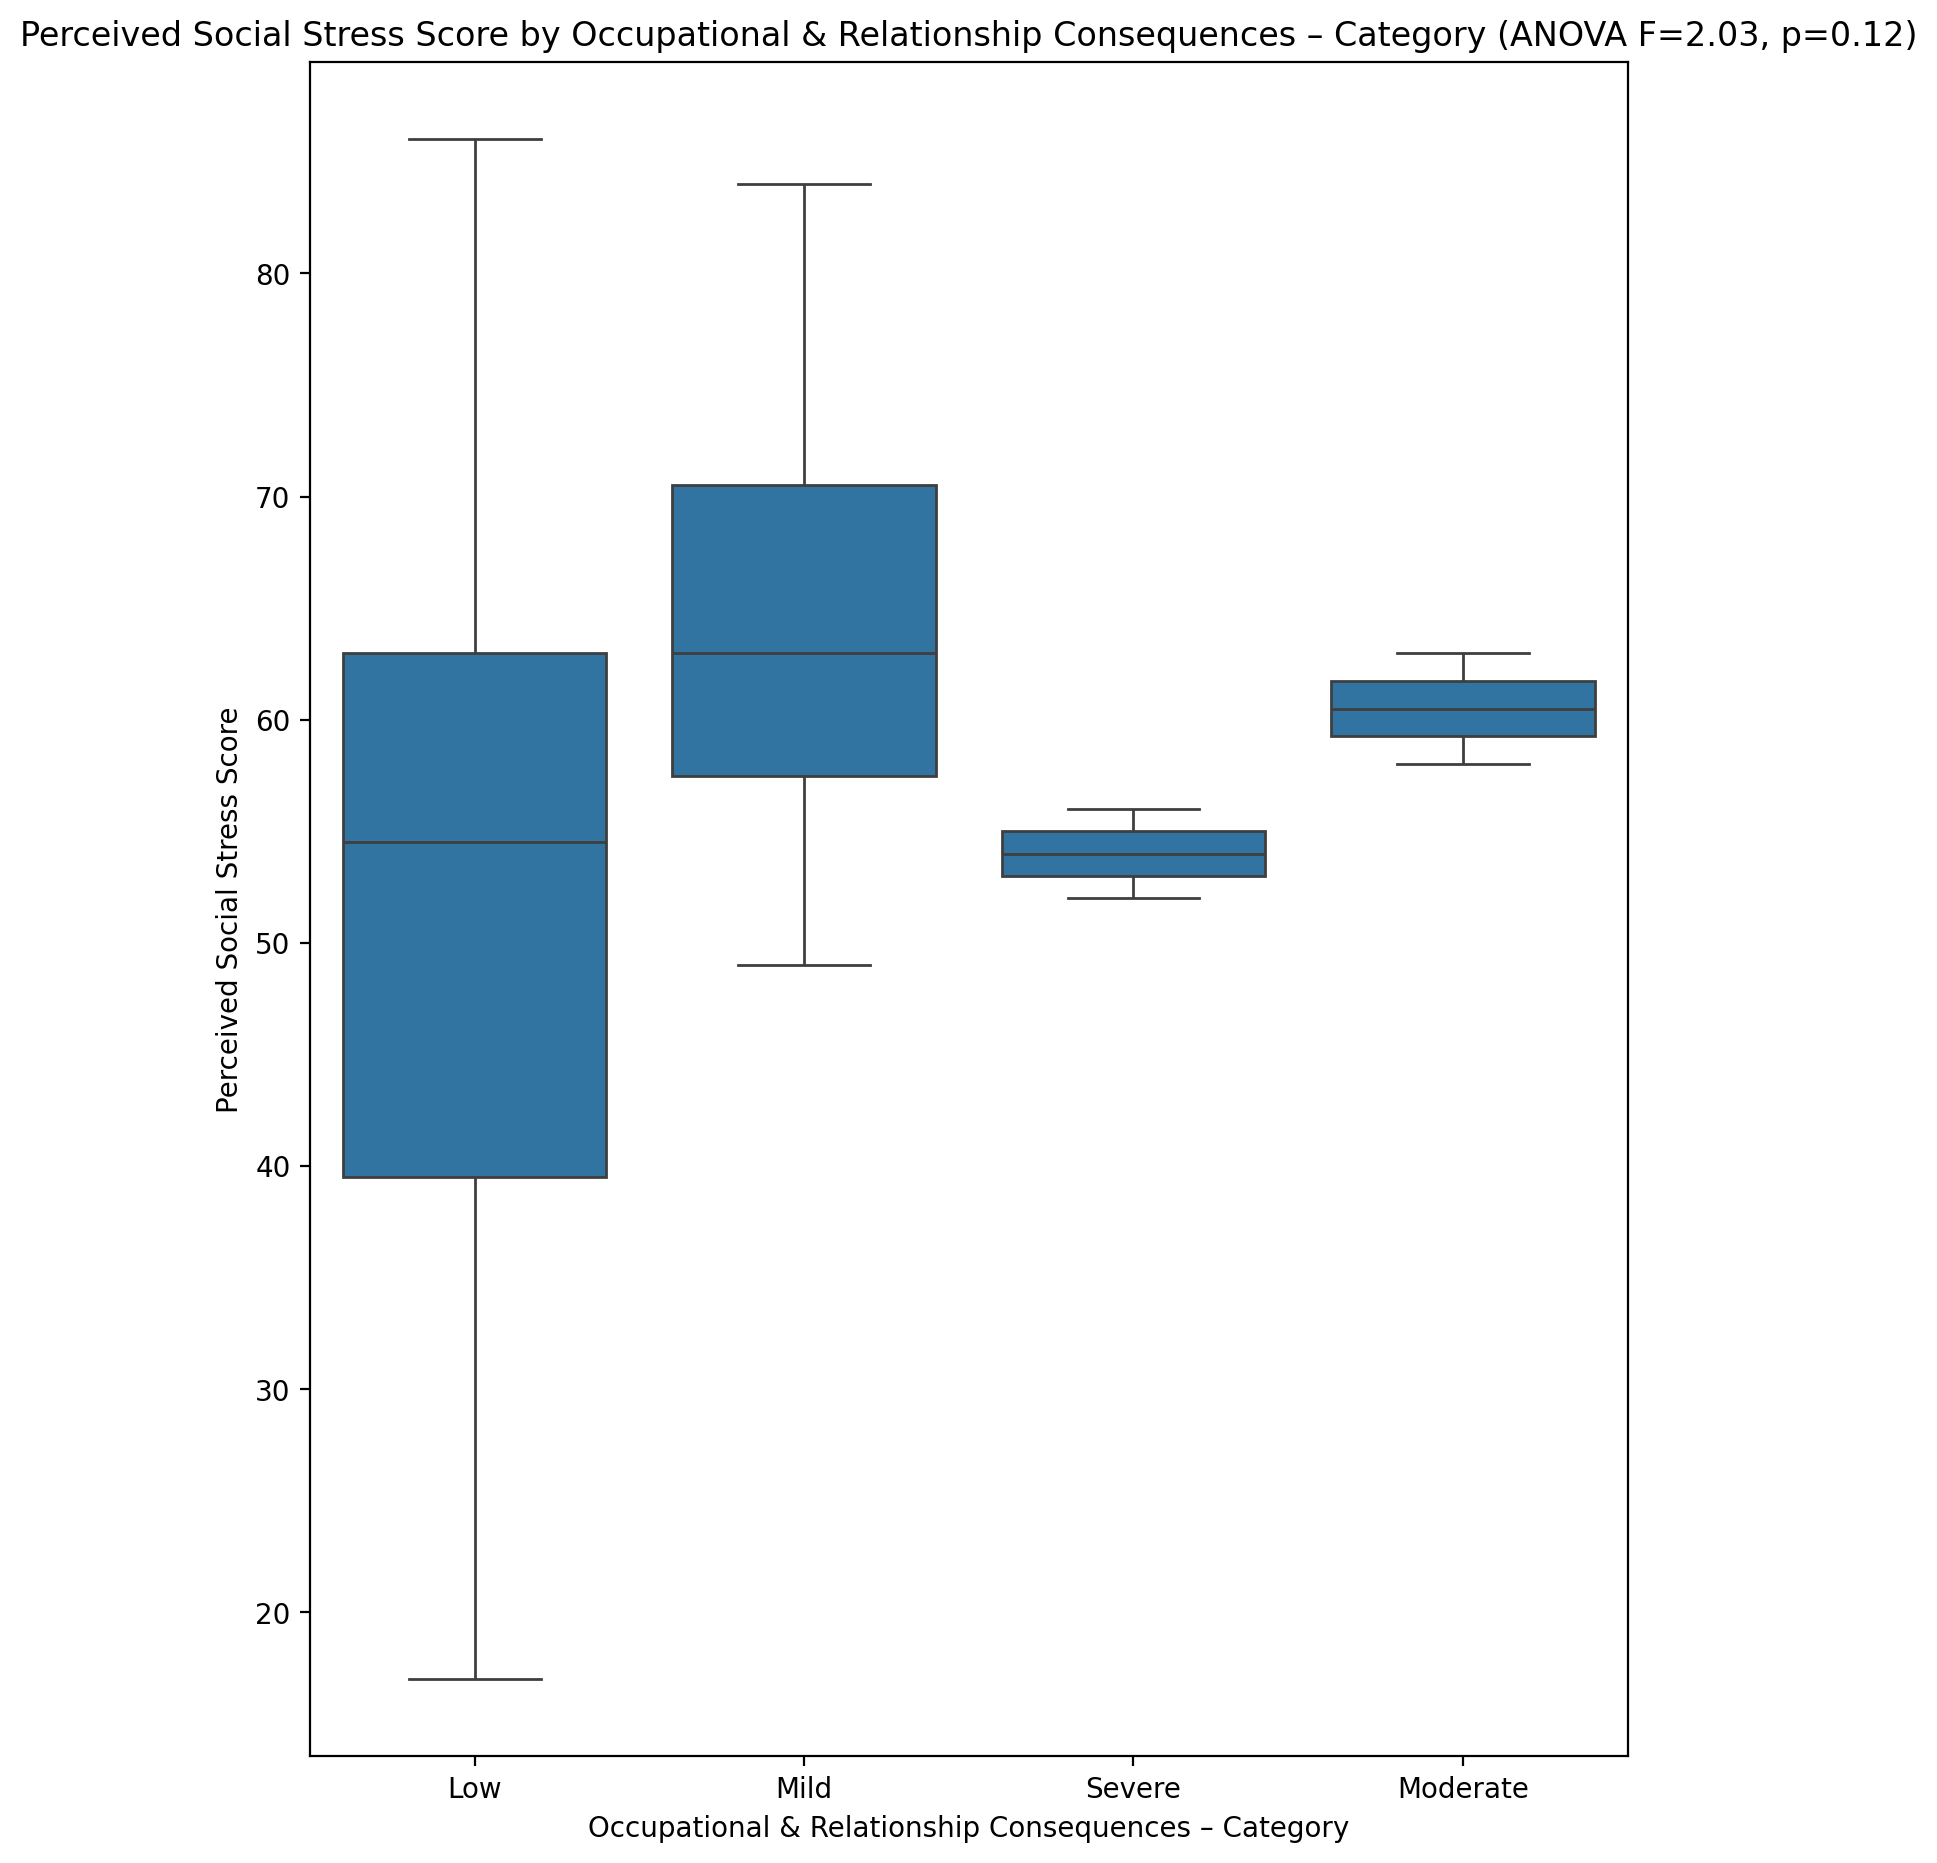 Perceived Social Stress Score by Occupational & Relationship Consequences – Category (ANOVA F=2.03, p=0.12)
Perceived Social Stress Score
80
70
60
50
40
30
20
Low
Mild
Severe
Moderate
Occupational & Relationship Consequences – Category